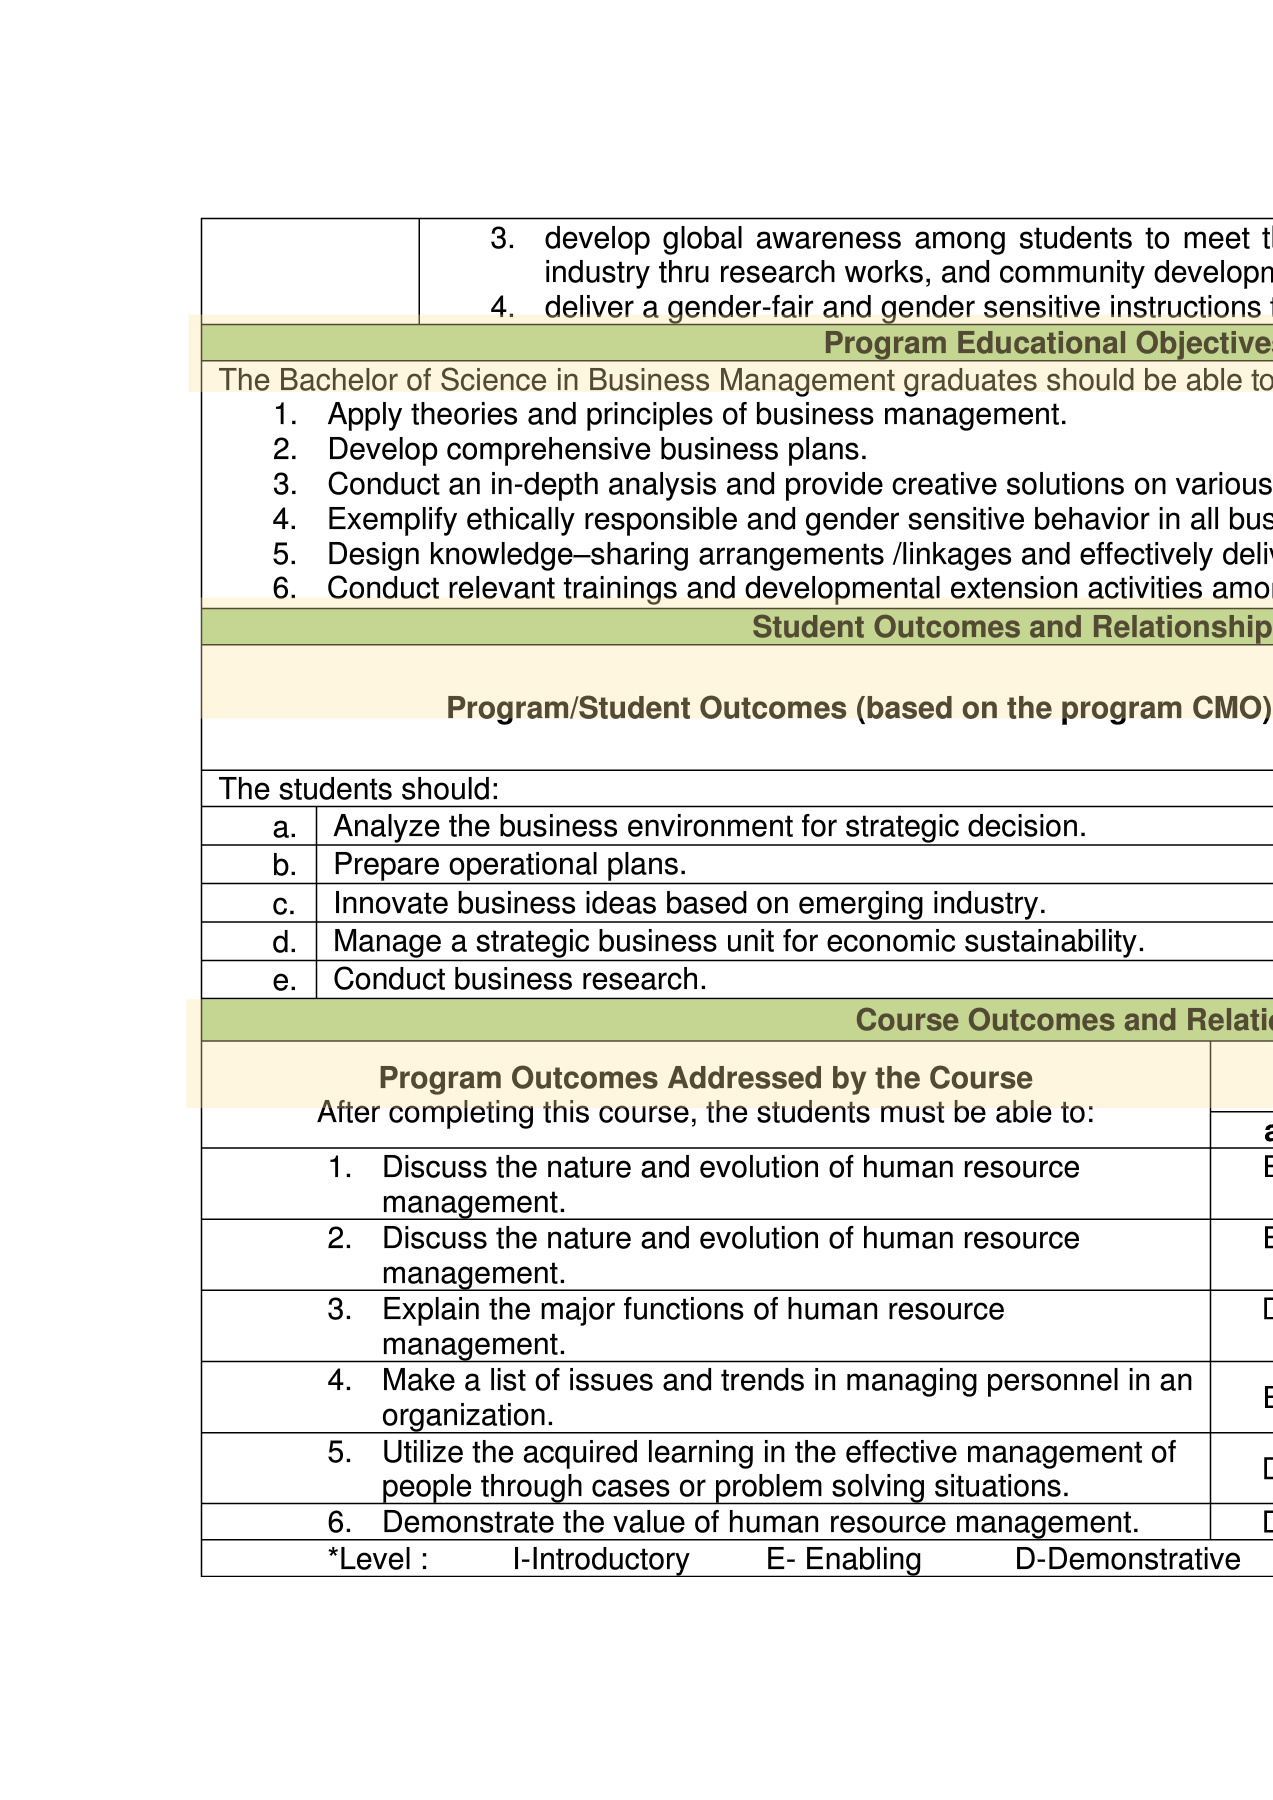 3. develop global awareness among students to meet
industry thru research works, and community
4. deliver a gender-fair and gender sensitive instructions
Program Educational
The Bachelor of Science in Business Management graduates should be able to
1. Apply theories and principles of business management.
2. Develop comprehensive business plans.
3. Conduct an in-depth analysis and provide creative solutions on various
4. Exemplify ethically responsible and gender sensitive behavior in all
5. Design knowledge–sharing arrangements /linkages and effectively
6. Conduct relevant trainings and developmental extension activities
Student Outcomes and Relationship
Program/Student Outcomes (based on the program CMO)
The students should:
a. Analyze the business environment for strategic decision.
b. Prepare operational plans.
c. Innovate business ideas based on emerging industry.
d. Manage a strategic business unit for economic sustainability.
e. Conduct business research.
Course Outcomes and
Program Outcomes Addressed by the Course
After completing this course, the students must be able to:
1. Discuss the nature and evolution of human resource
management.
2. Discuss the nature and evolution of human resource
management.
3. Explain the major functions of human resource
management.
4. Make a list of issues and trends in managing personnel in an
organization.
5. Utilize the acquired learning in the effective management of
people through cases or problem solving situations.
6. Demonstrate the value of human resource management.
*Level : I-Introductory E- Enabling D-Demonstrative